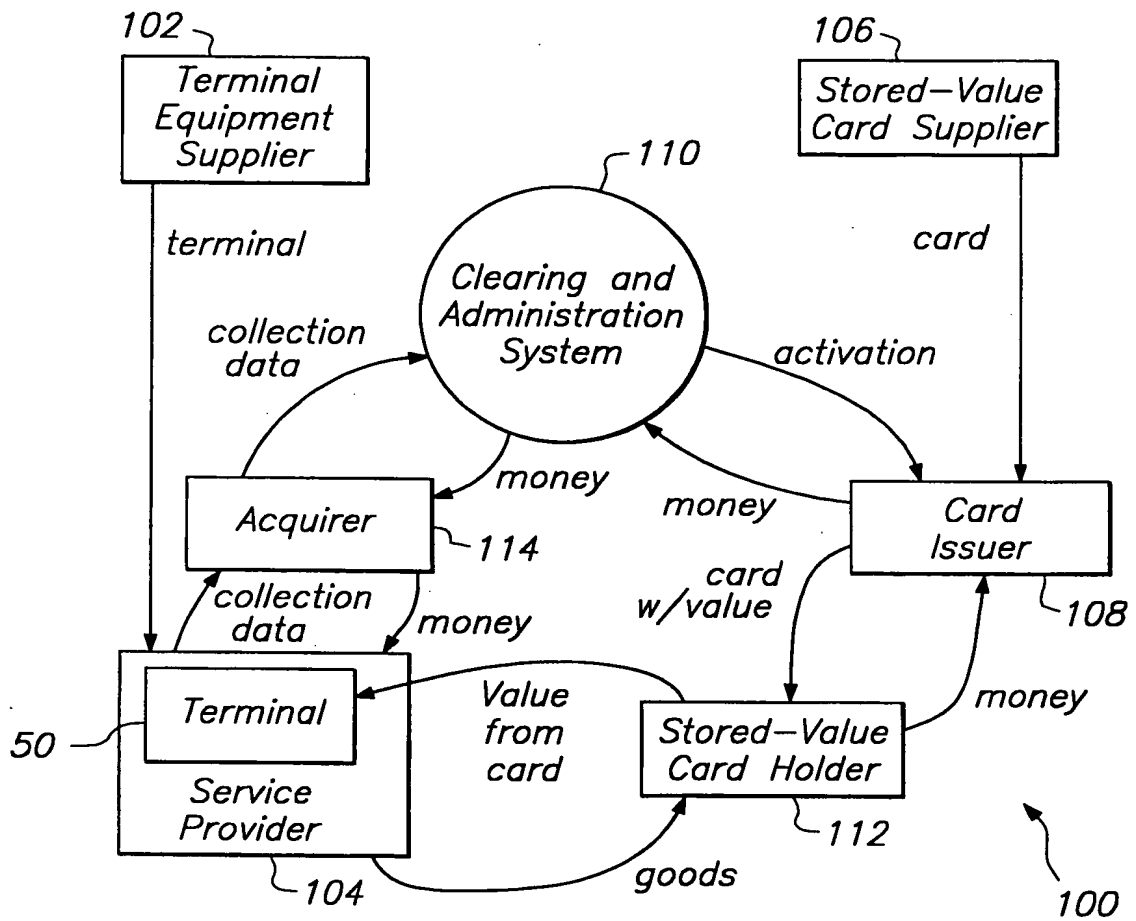 102
Terminal
Equipment
Supplier
106
Stored-Value
Card Supplier
110
terminal
card
Clearing and
Administration
System
collection
data
activation
money
money
Acquirer
114
Card
Issuer
108
collection
data
money
card
w/value
money
Terminal
50
Value
from
card
Stored-Value
Card Holder
112
Service
Provider
104
goods
100